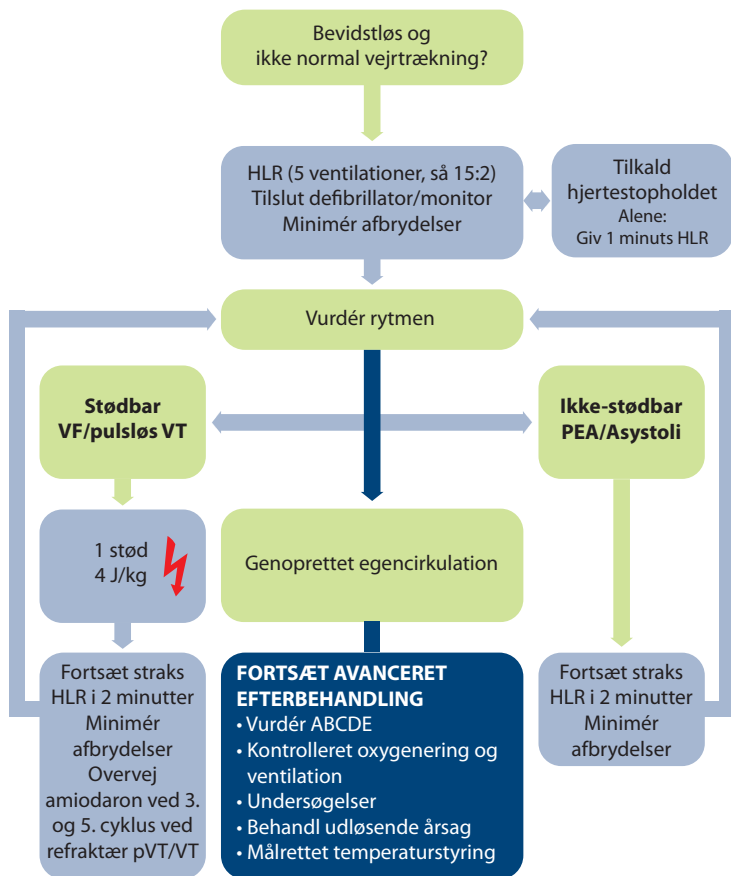 Bevidstløs og
ikke normal vejrtrækning?
HLR (5 ventilationer, så 15:2)
Tilslut defibrillator/monitor
Minimér afbrydelser
Tilkald
hjertestopholdet
Alene:
Giv 1 minuts HLR
Vurdér rytmen
Stødbar
VF/pulsløs VT
Ikke-stødbar
PEA/Asystoli
1 stød
4 J/kg
Genoprettet egencirkulation
Fortsæt straks
HLR i 2 minutter
Minimér
afbrydelser
Overvej
amiodaron ved 3.
og 5. cyklus ved
refraktær pVT/VT
FORTSÆT AVANCERET
EFTERBEHANDLING
• Vurdér ABCDE
• Kontrolleret oxygenering og
ventilation
• Undersøgelser
• Behandl udløsende årsag
• Målrettet temperaturstyring
Fortsæt straks
HLR i 2 minutter
Minimér
afbrydelser